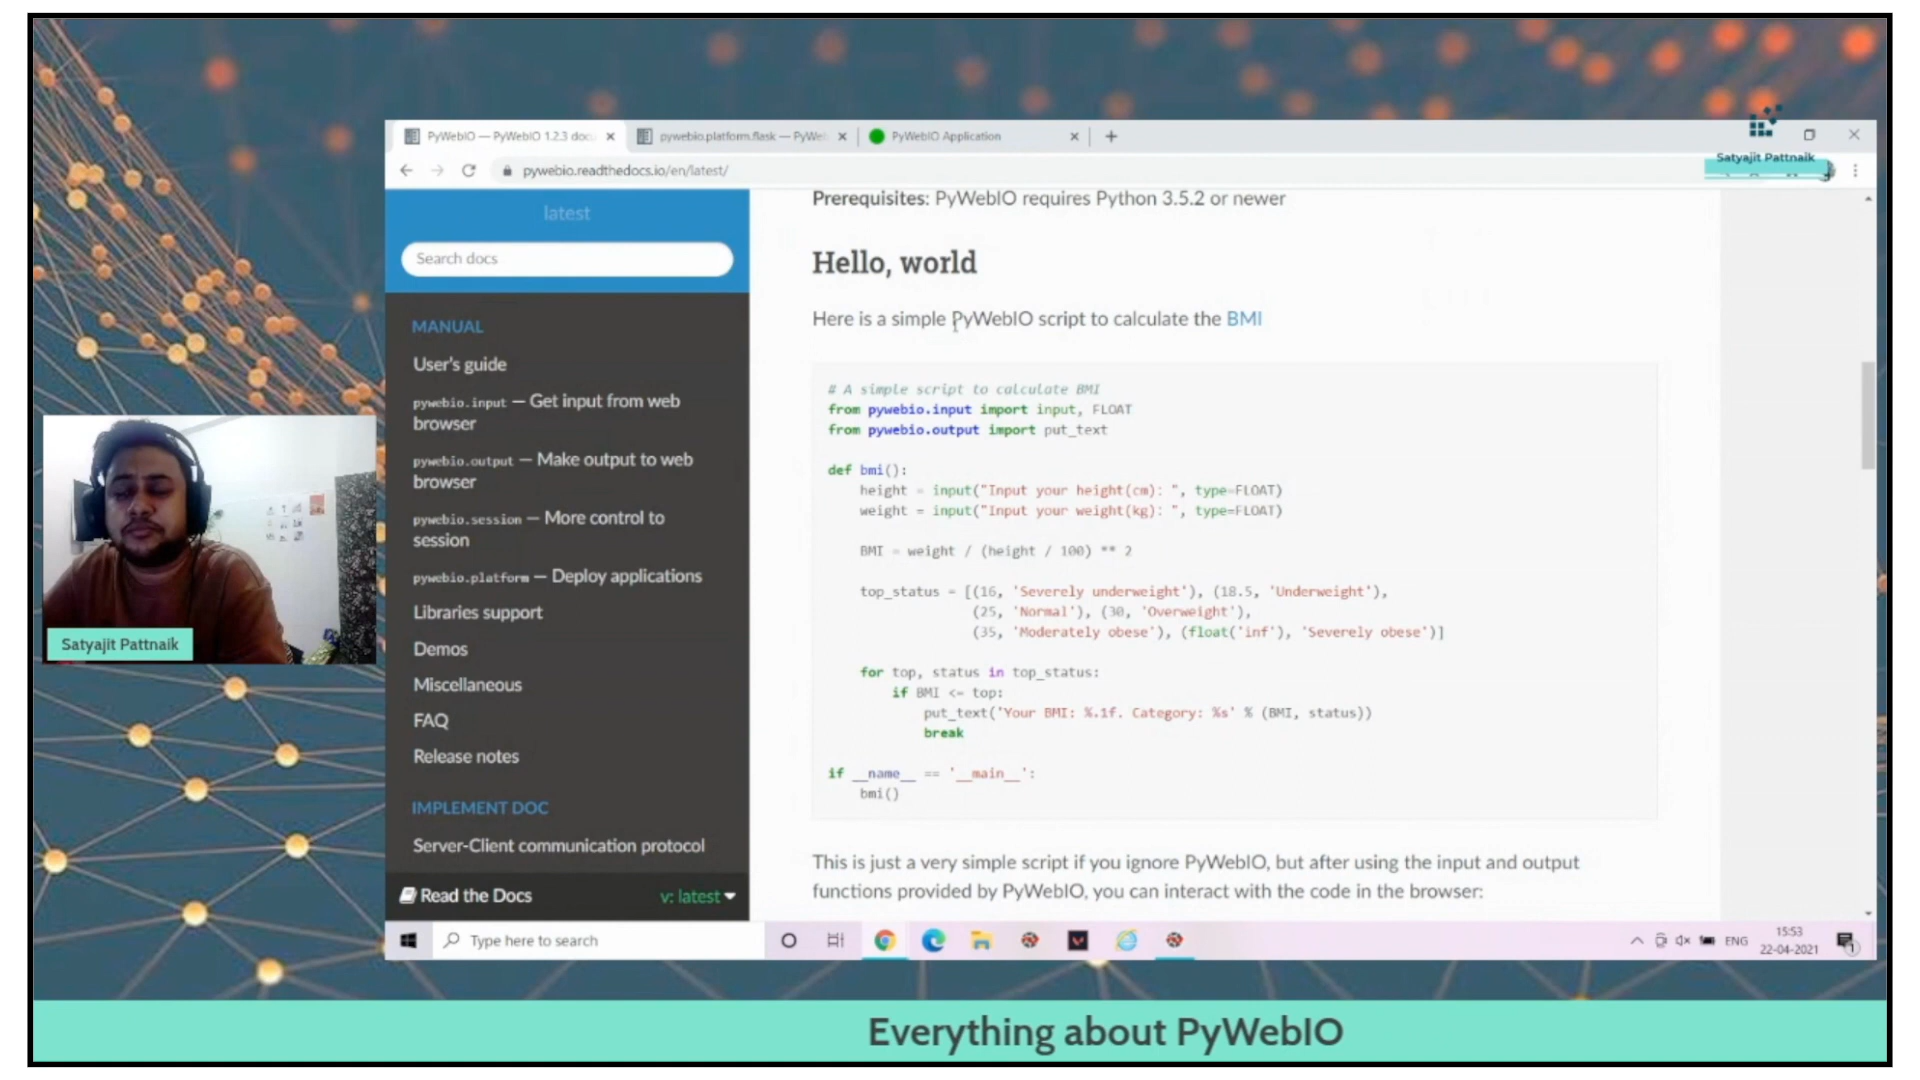 PyWebIO — PyWebIO 1.2.3 doc
pywebio.platform.flask — PyWeb
PyWebIO Application
Satyajit Pattnaik
pywebio.readthedocs.io/en/latest/
latest
Search docs
MANUAL
User's guide
pywebio.input — Get input from web
browser
pywebio.output — Make output to web
browser
pywebio.session — More control to
session
pywebio.platform — Deploy applications
Libraries support
Demos
Miscellaneous
FAQ
Release notes
IMPLEMENT DOC
Server-Client communication protocol
Read the Docs
v: latest
Prerequisites: PyWebIO requires Python 3.5.2 or newer
Hello, world
Here is a simple PyWebIO script to calculate the BMI
# A simple script to calculate BMI
from pywebio.input import input, FLOAT
from pywebio.output import put_text
def bmi():
height = input("Input your height(cm): ", type=FLOAT)
weight = input("Input your weight(kg): ", type=FLOAT)
BMI = weight / (height / 100) ** 2
top_status = [(16, 'Severely underweight'), (18.5, 'Underweight'),
(25, 'Normal'), (30, 'Overweight'),
(35, 'Moderately obese'), (float('inf'), 'Severely obese')]
for top, status in top_status:
if BMI <= top:
put_text('Your BMI: %.1f. Category: %s' % (BMI, status))
break
if __name__ == '__main__':
bmi()
This is just a very simple script if you ignore PyWebIO, but after using the input and output
functions provided by PyWebIO, you can interact with the code in the browser:
Satyajit Pattnaik
Type here to search
ENG
15:53
22-04-2021
1
Everything about PyWebIO